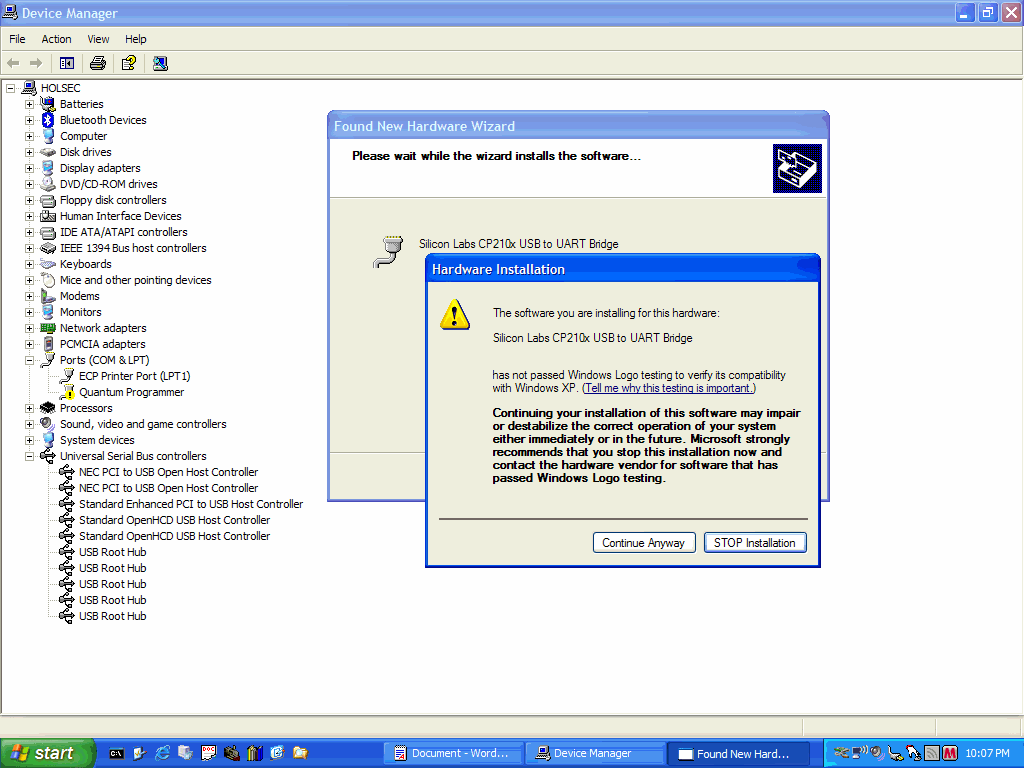 Device Manager
File Action View Help
HOLSEC
Batteries
Bluetooth Devices
Computer
Disk drives
Display adapters
DVD/CD-ROM drives
Floppy disk controllers
Human Interface Devices
IDE ATA/ATAPI controllers
IEEE 1394 Bus host controllers
Keyboards
Mice and other pointing devices
Modems
Monitors
Network adapters
PCMCIA adapters
Ports (COM & LPT)
ECP Printer Port (LPT1)
Quantum Programmer
Processors
Sound, video and game controllers
System devices
Universal Serial Bus controllers
NEC PCI to USB Open Host Controller
NEC PCI to USB Open Host Controller
Standard Enhanced PCI to USB Host Controller
Standard OpenHCD USB Host Controller
Standard OpenHCD USB Host Controller
USB Root Hub
USB Root Hub
USB Root Hub
USB Root Hub
USB Root Hub
Found New Hardware Wizard
Please wait while the wizard installs the software...
Silicon Labs CP210x USB to UART Bridge
Hardware Installation
The software you are installing for this hardware:
Silicon Labs CP210x USB to UART Bridge
has not passed Windows Logo testing to verify its compatibility
with Windows XP. (Tell me why this testing is important.)
Continuing your installation of this software may impair
or destabilize the correct operation of your system
either immediately or in the future. Microsoft strongly
recommends that you stop this installation now and
contact the hardware vendor for software that has
passed Windows Logo testing.
Continue Anyway STOP Installation
start Document - Word... Device Manager Found New Hard... 10:07 PM